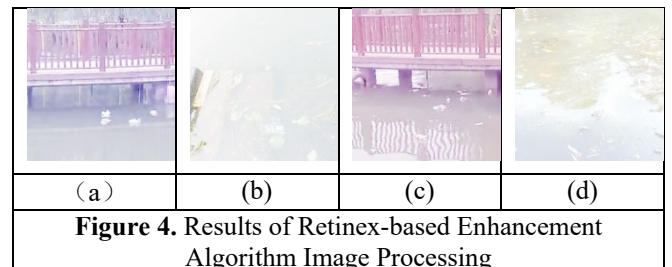 （a）
(b)
(c)
(d)
Figure 4. Results of Retinex-based Enhancement
Algorithm Image Processing